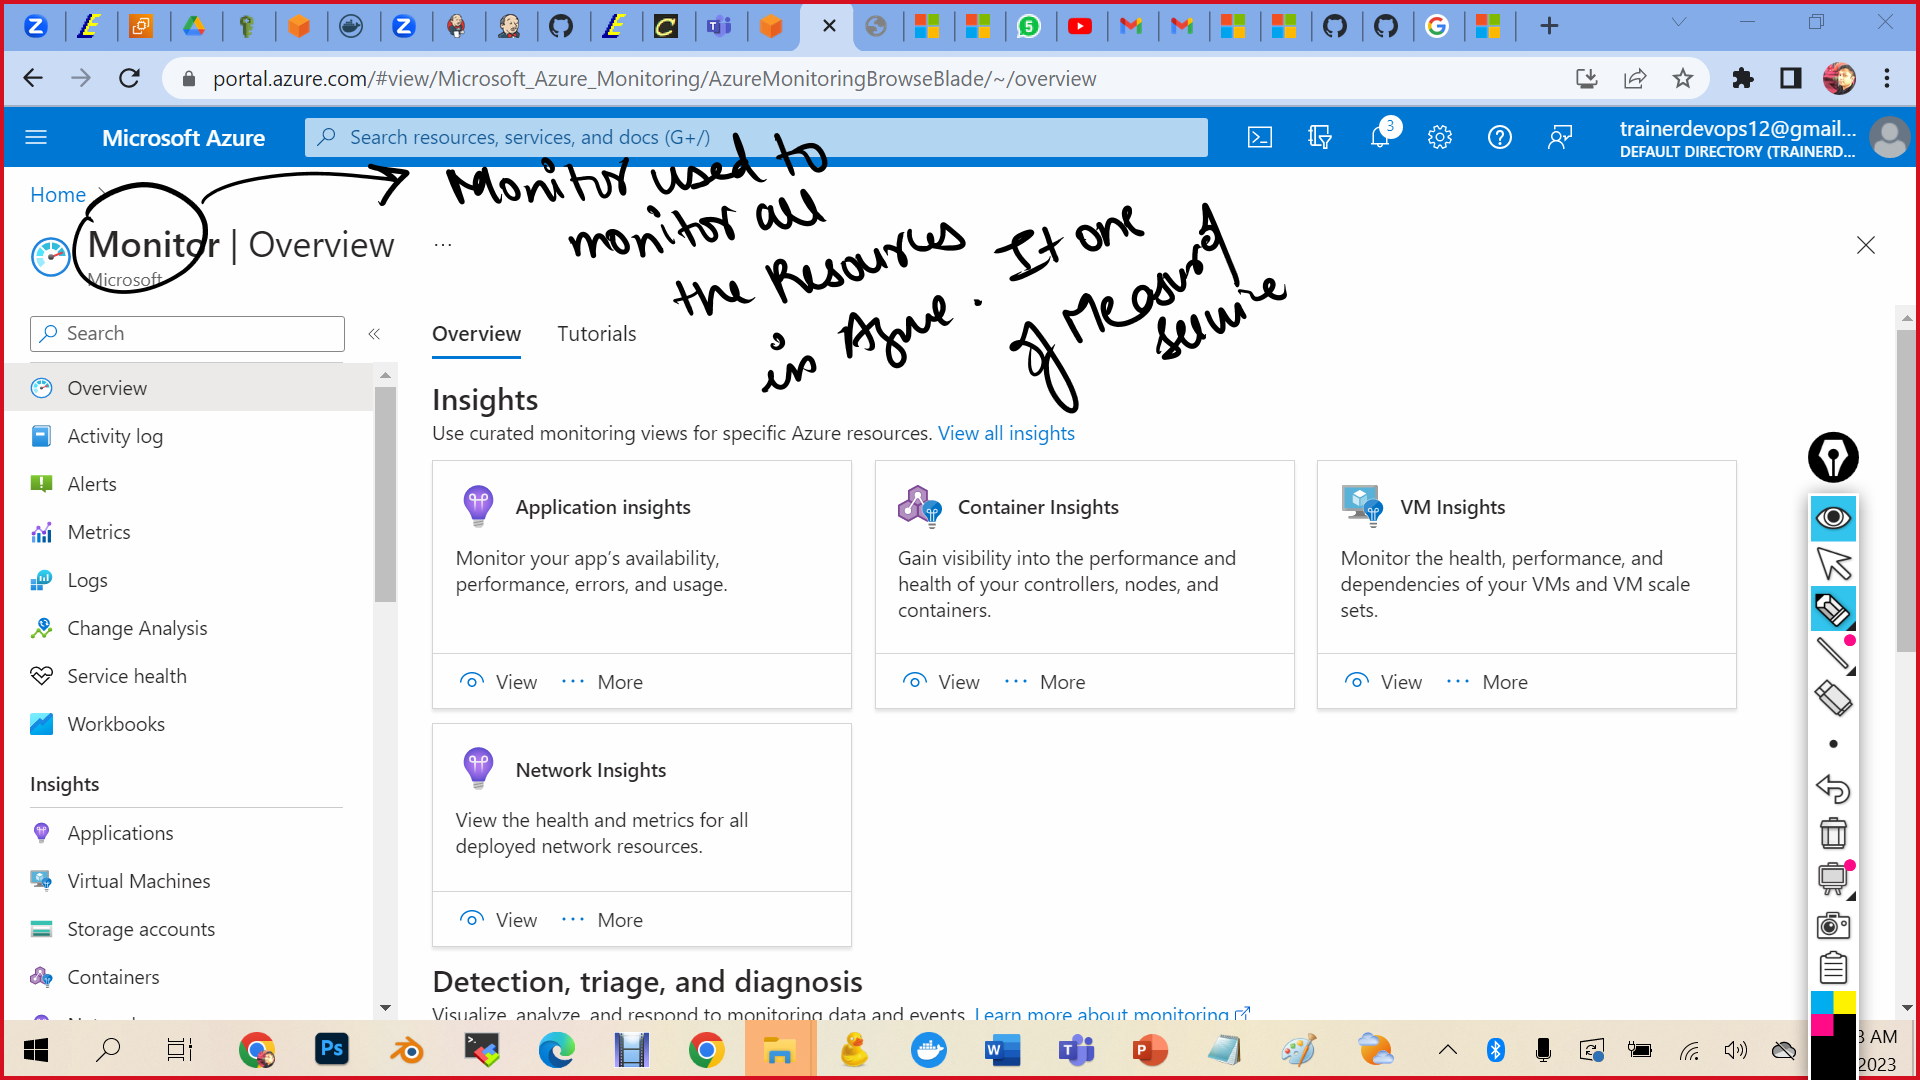 portal.azure.com/#view/Microsoft_Azure_Monitoring/AzureMonitoringBrowseBlade/~/overview
Microsoft Azure
Search resources, services, and docs (G+/)
3
trainerdevops12@gmail...
DEFAULT DIRECTORY (TRAINERD...
Home
Monitor | Overview
...
Microsoft
Monitor used to
monitor all
the Resources
in Azure. It one
of Measured
service
Search
Overview
Activity log
Alerts
Metrics
Logs
Change Analysis
Service health
Workbooks
Insights
Applications
Virtual Machines
Storage accounts
Containers
Overview Tutorials
Insights
Use curated monitoring views for specific Azure resources. View all insights
Application insights
Monitor your app's availability,
performance, errors, and usage.
View ... More
Container Insights
Gain visibility into the performance and
health of your controllers, nodes, and
containers.
View ... More
VM Insights
Monitor the health, performance, and
dependencies of your VMs and VM scale
sets.
View ... More
Network Insights
View the health and metrics for all
deployed network resources.
View ... More
Detection, triage, and diagnosis
Visualize, analyze, and respond to monitoring data and events. Learn more about monitoring
AM
2023